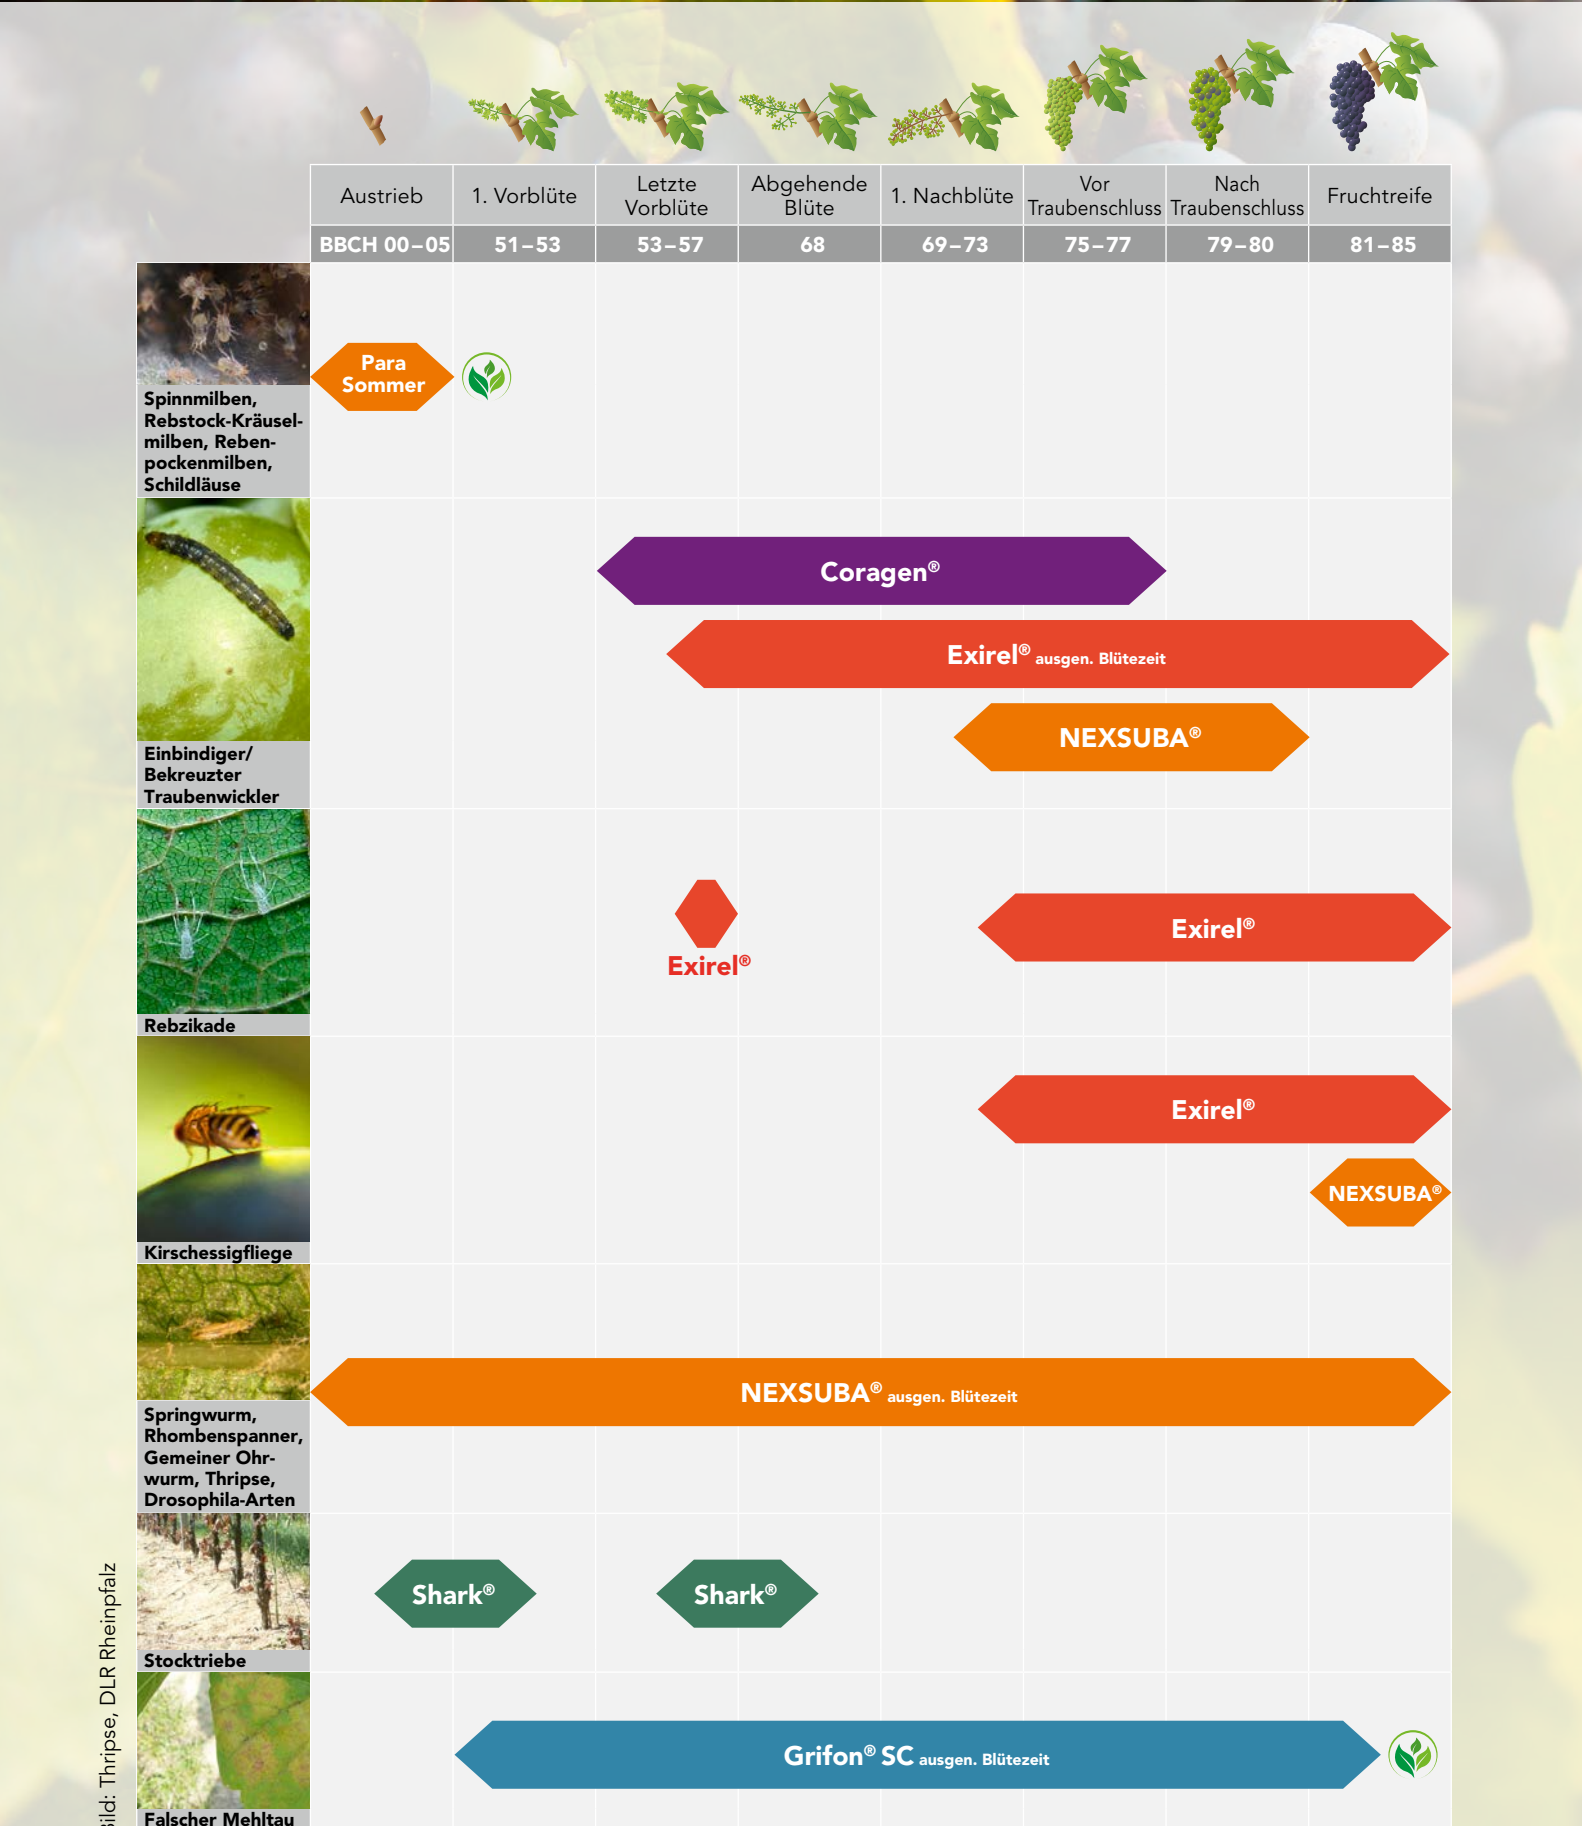 Austrieb
1. Vorblüte
Letzte
Vorblüte
Abgehende
Blüte
1. Nachblüte
Vor
Traubenschluss
Nach
Traubenschluss
Fruchtreife
BBCH 00–05
51–53
53–57
68
69–73
75–77
79–80
81–85
Para
Sommer
Spinnmilben,
Rebstock-Kräusel-
milben, Reben-
pockenmilben,
Schildläuse
Coragen®
Exirel® ausgen. Blütezeit
NEXSUBA®
Einbindiger/
Bekreuzter
Traubenwickler
Exirel®
Exirel®
Rebzikade
Exirel®
NEXSUBA®
Kirschessigfliege
NEXSUBA® ausgen. Blütezeit
Springwurm,
Rhombenspanner,
Gemeiner Ohr-
wurm, Thripse,
Drosophila-Arten
Shark®
Shark®
Stocktriebe
Grifon® SC ausgen. Blütezeit
Falscher Mehltau
Bild: Thripse, DLR Rheinpfalz